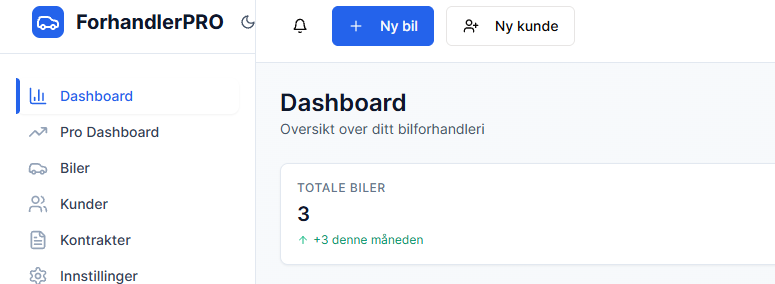 ForhandlerPRO
Ny bil
Ny kunde
Dashboard
Pro Dashboard
Biler
Kunder
Kontrakter
Innstillinger
Dashboard
Oversikt over ditt bilforhandleri
TOTALE BILER
3
+3 denne måneden